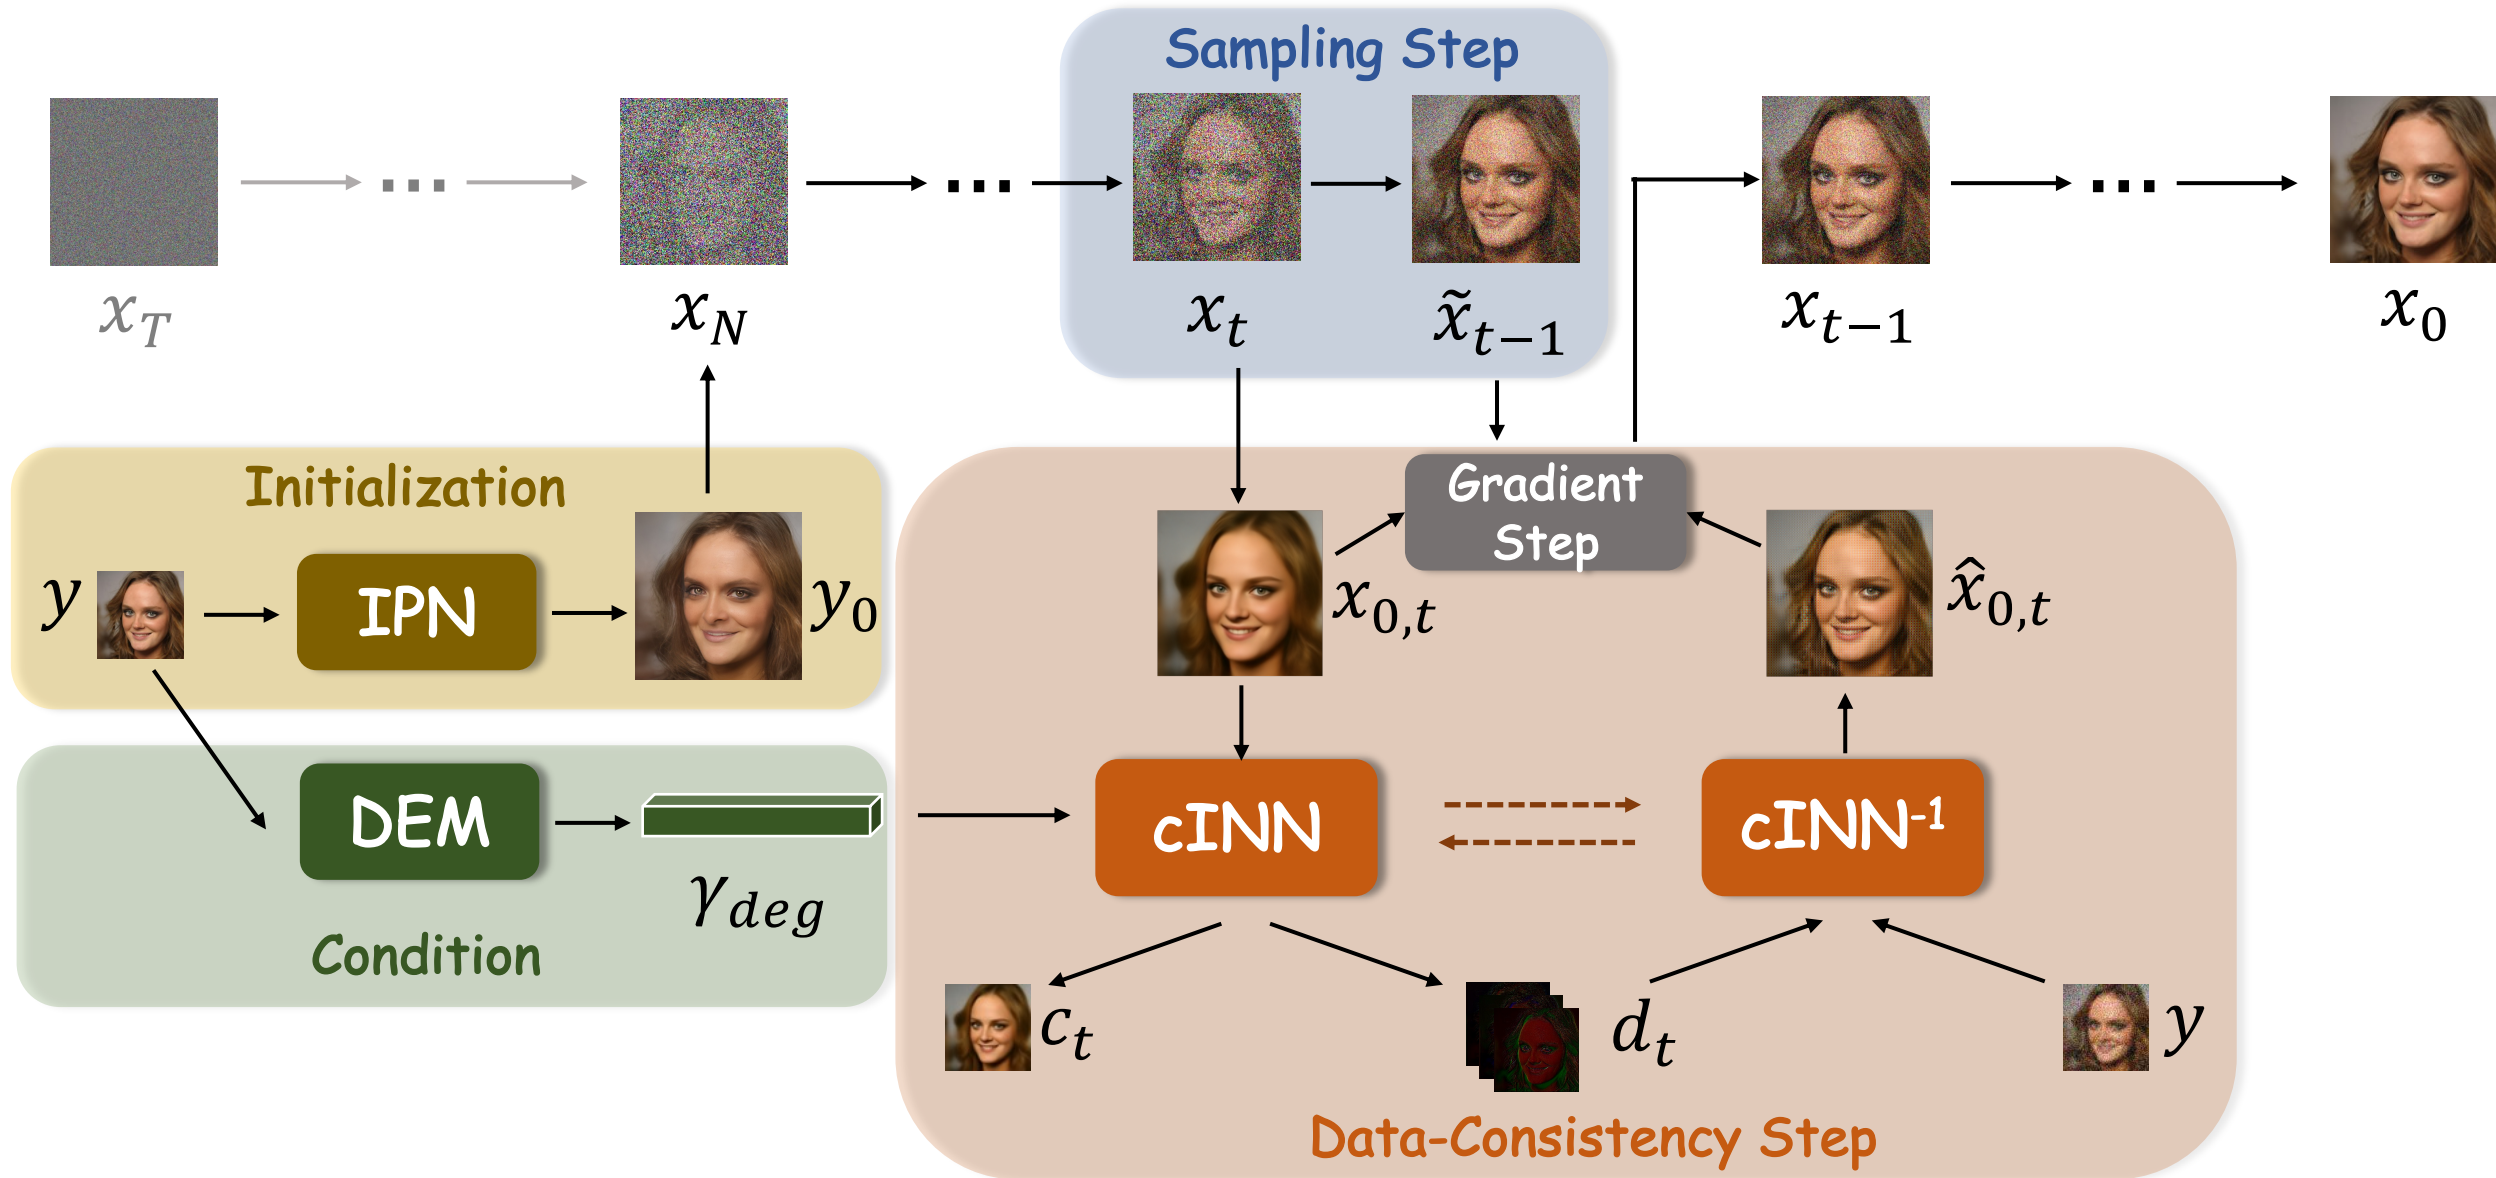 Sampling Step
x_T
x_N
x_t
x̃_{t−1}
x_{t−1}
x_0
Initialization
y
IPN
y_0
DEM
γ_{deg}
Condition
Gradient
Step
x_{0,t}
x̂_{0,t}
cINN
cINN⁻¹
c_t
d_t
y
Data-Consistency Step